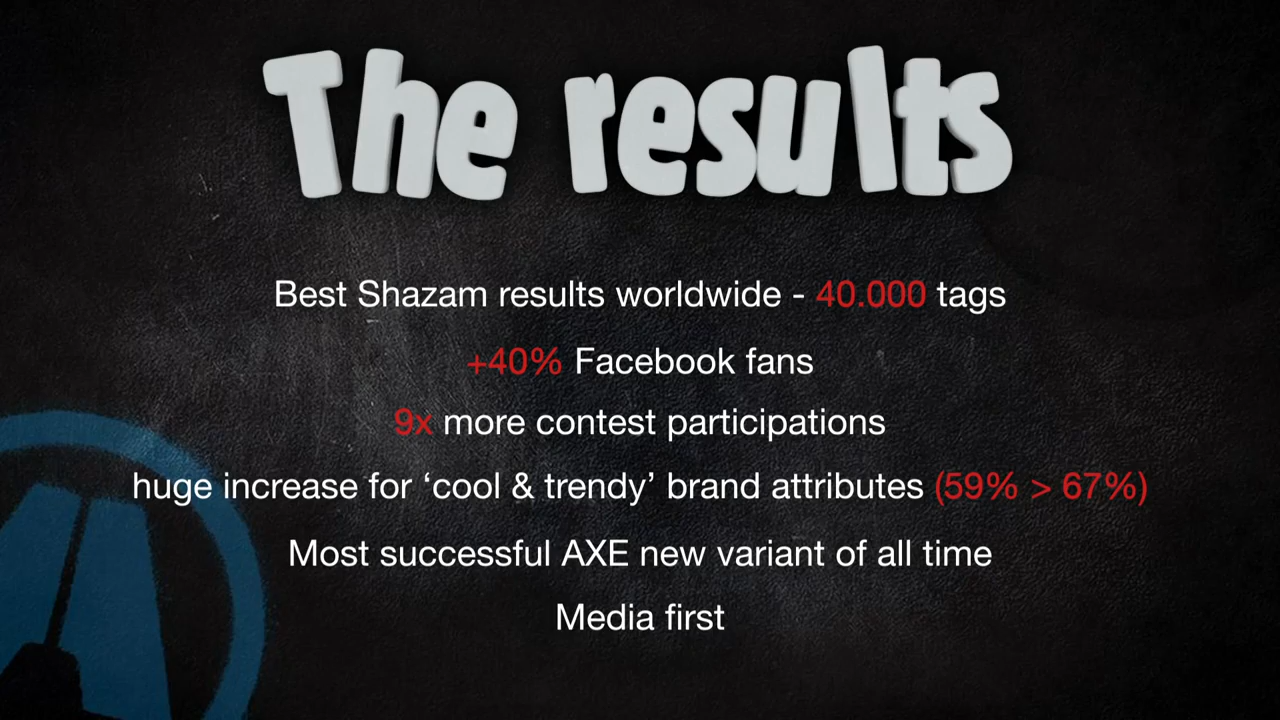 The results
Best Shazam results worldwide - 40.000 tags
+40% Facebook fans
9x more contest participations
huge increase for ‘cool & trendy’ brand attributes (59% > 67%)
Most successful AXE new variant of all time
Media first